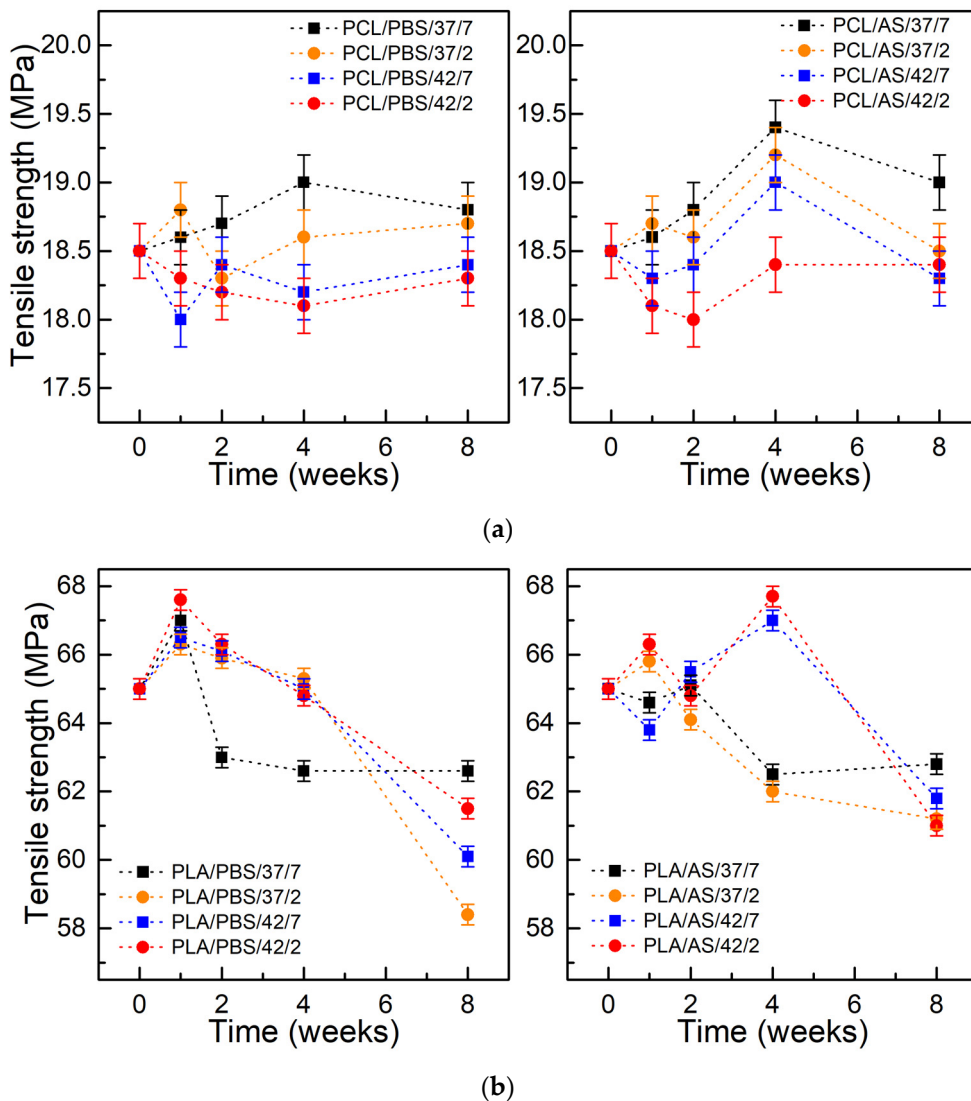 PCL/PBS/37/7
PCL/PBS/37/2
PCL/PBS/42/7
PCL/PBS/42/2
Tensile strength (MPa)
20.0
19.5
19.0
18.5
18.0
17.5
0 2 4 6 8
Time (weeks)
PCL/AS/37/7
PCL/AS/37/2
PCL/AS/42/7
PCL/AS/42/2
20.0
19.5
19.0
18.5
18.0
17.5
0 2 4 6 8
Time (weeks)
(a)
Tensile strength (MPa)
68
66
64
62
60
58
PLA/PBS/37/7
PLA/PBS/37/2
PLA/PBS/42/7
PLA/PBS/42/2
0 2 4 6 8
Time (weeks)
68
66
64
62
60
58
PLA/AS/37/7
PLA/AS/37/2
PLA/AS/42/7
PLA/AS/42/2
0 2 4 6 8
Time (weeks)
(b)